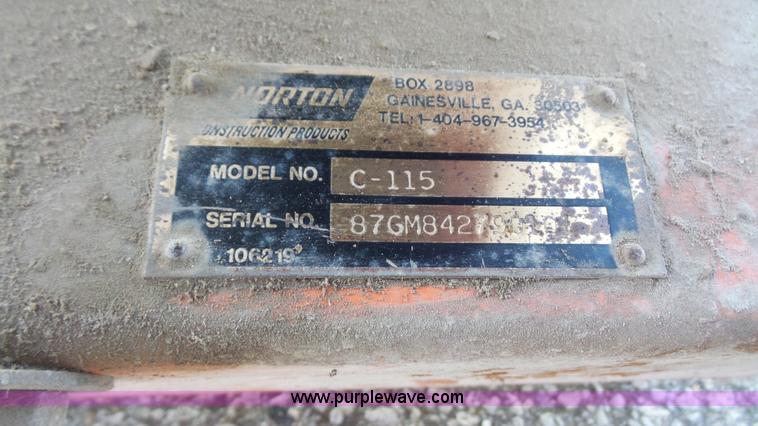 NORTON
ONSTRUCTION PRODUCTS
BOX 2898
GAINESVILLE, GA. 30503
TEL: 1-404-967-3954
MODEL NO. C-115
SERIAL NO.
106219
www.purplewave.com